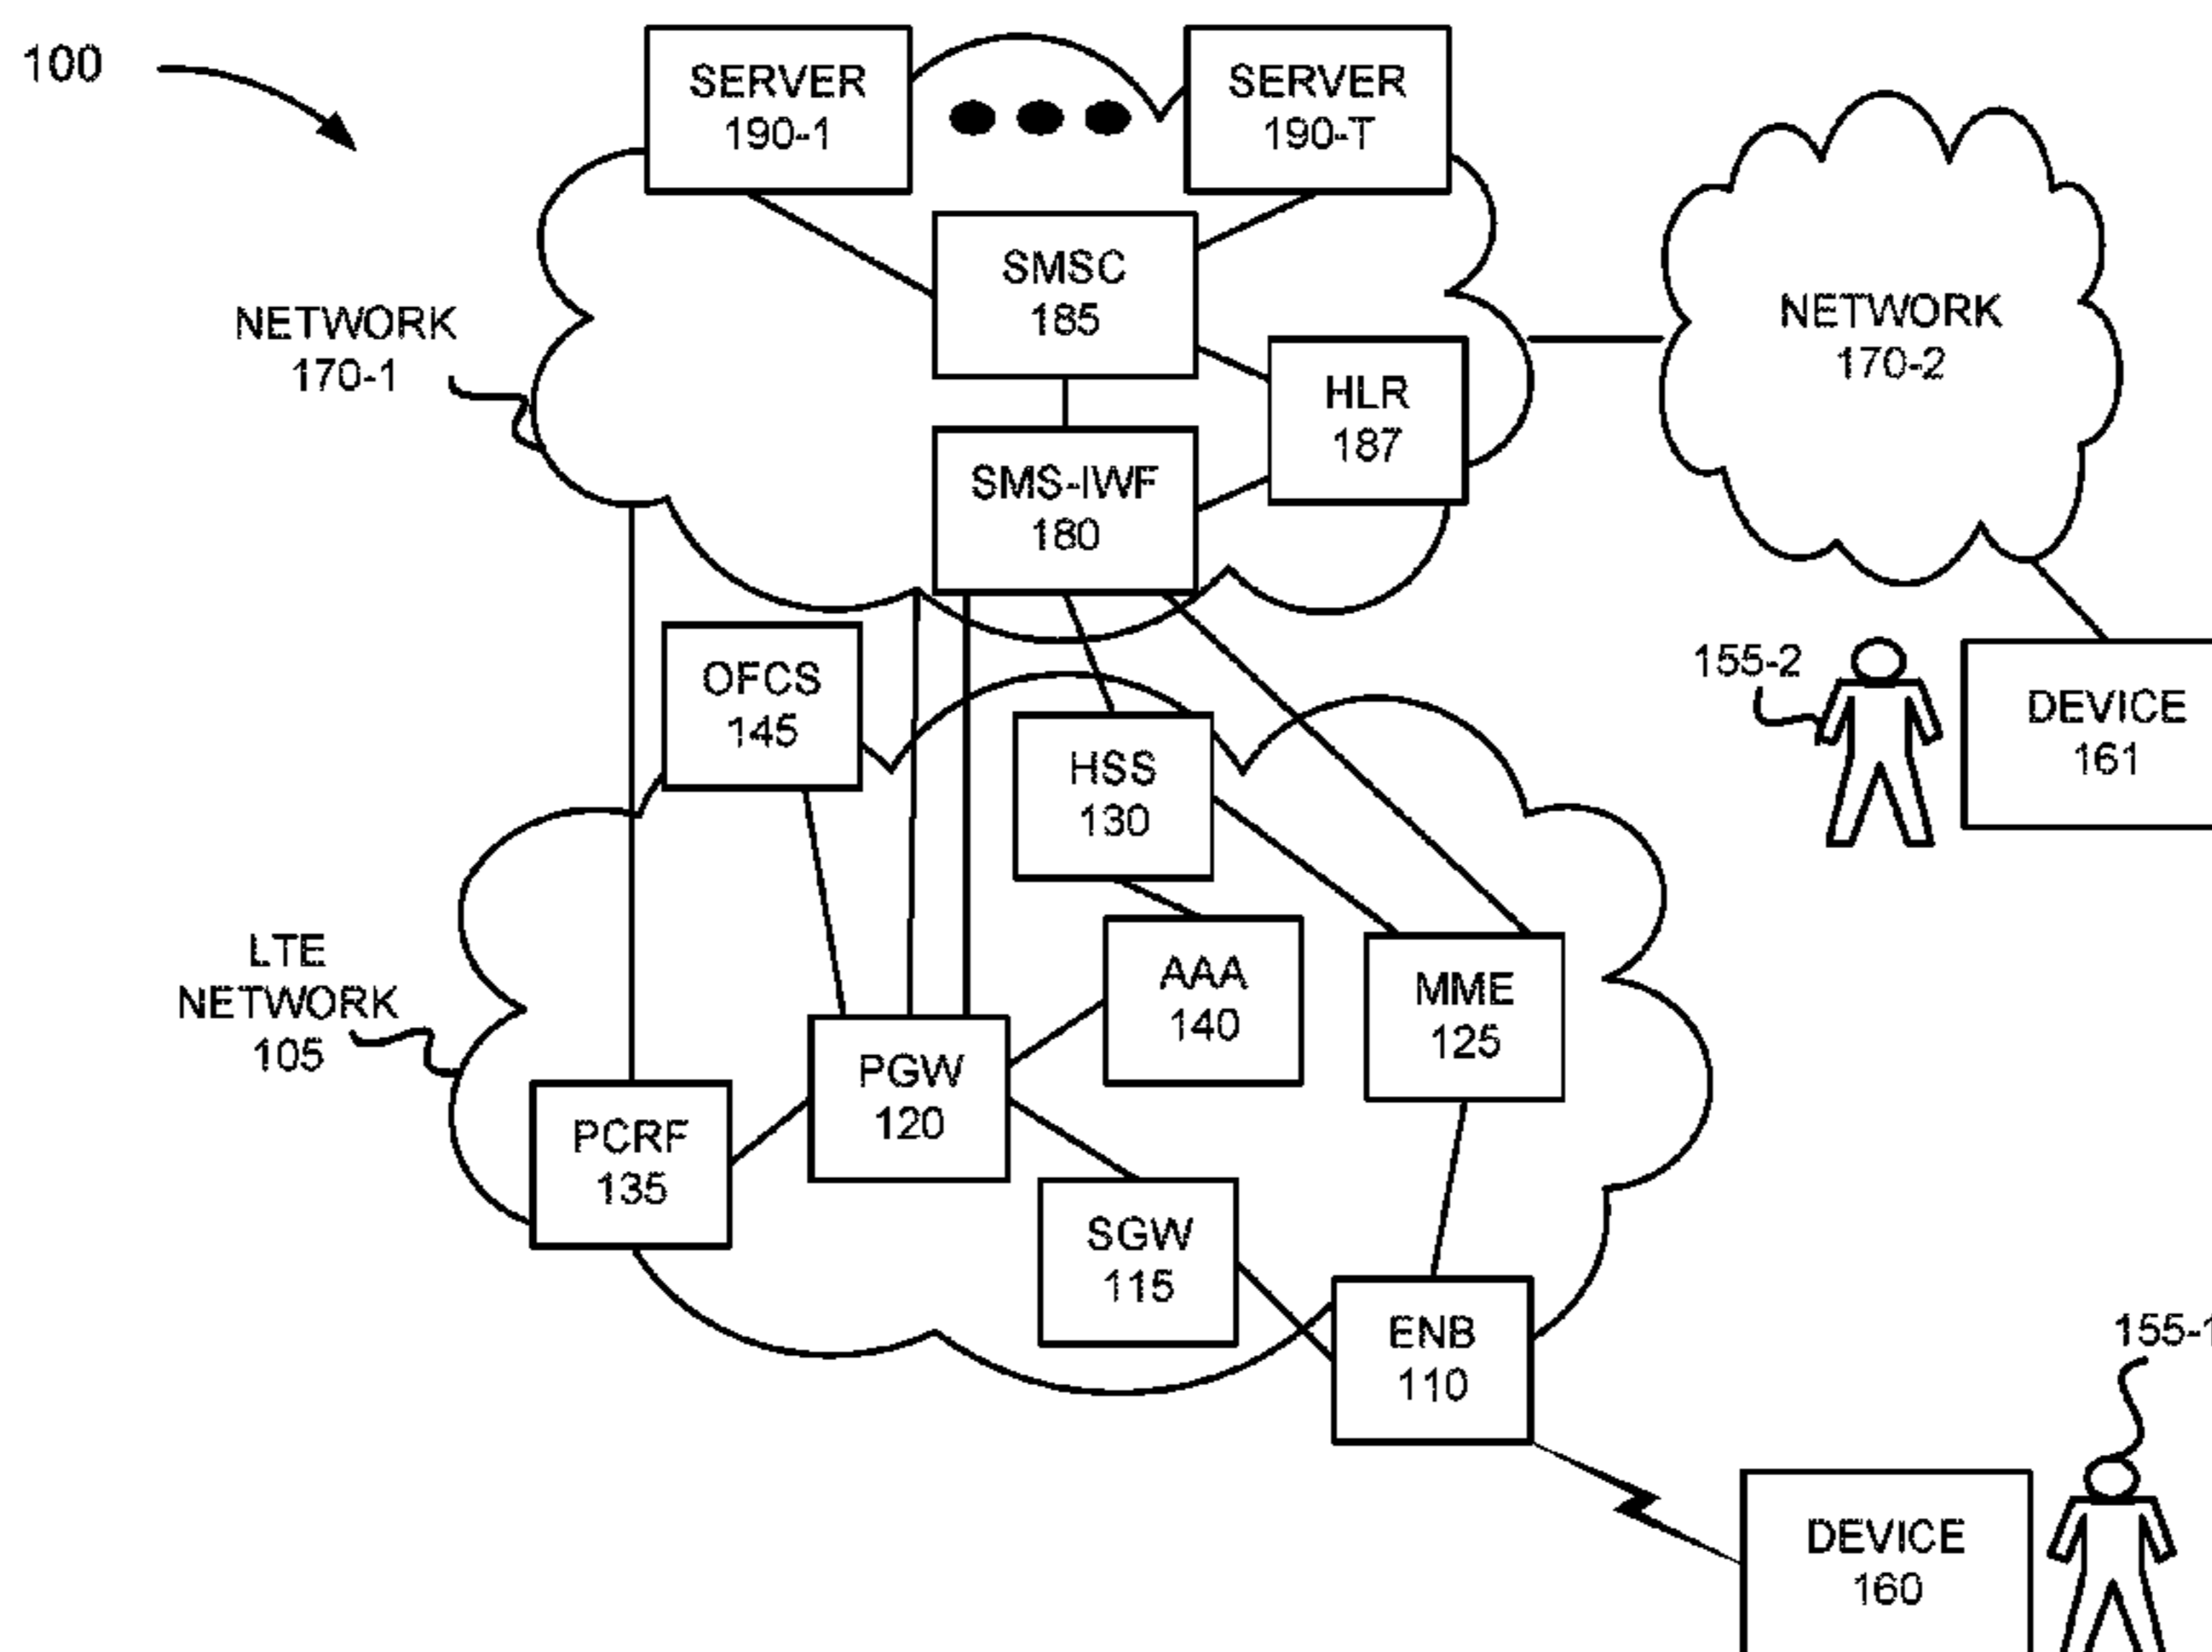 100
SERVER
190-1
SERVER
190-T
SMSC
185
NETWORK
170-1
NETWORK
170-2
HLR
187
SMS-IWF
180
OFCS
145
155-2
DEVICE
161
HSS
130
LTE
NETWORK
105
AAA
140
MME
125
PGW
120
PCRF
135
SGW
115
ENB
110
155-1
DEVICE
160